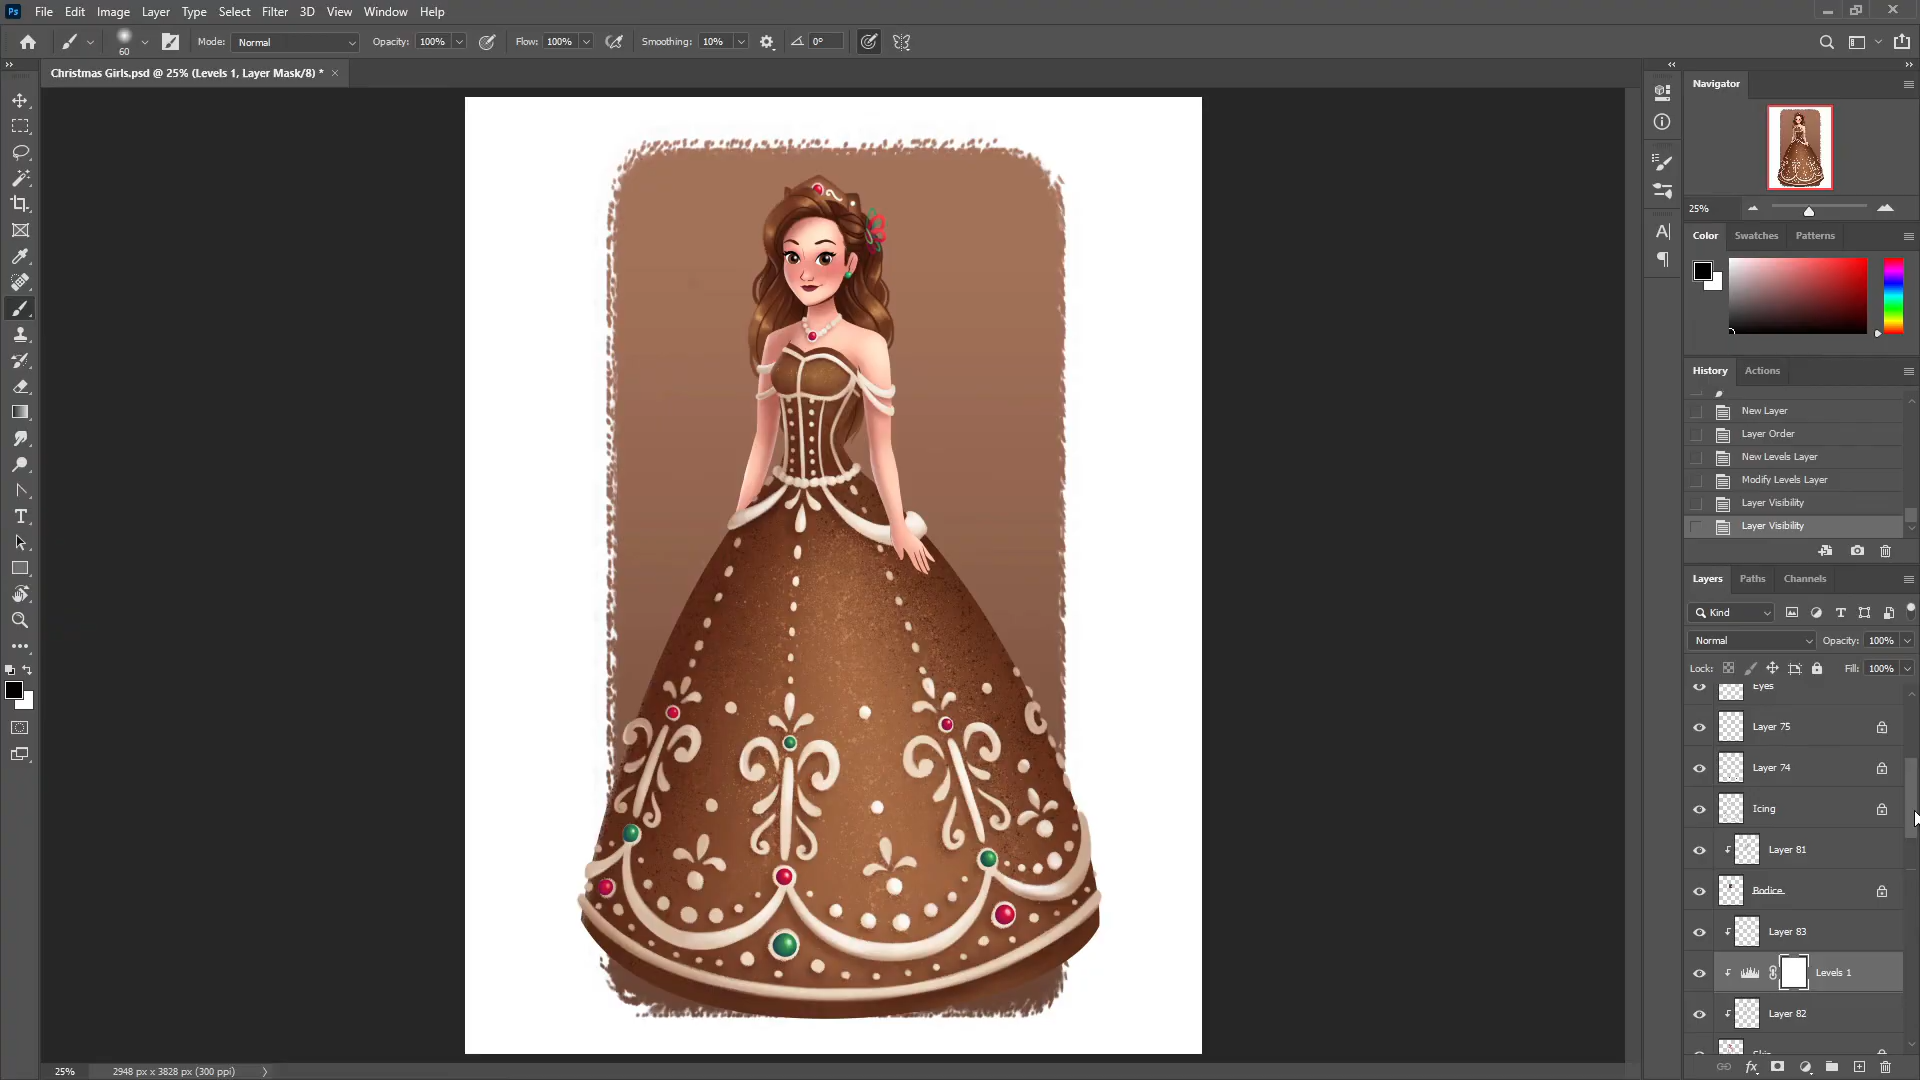 Ps File Edit Image Layer Type Select Filter 3D View Window Help
60 Mode: Normal Opacity: 100% Flow: 100% Smoothing: 10% 0°
Christmas Girls.psd @ 25% (Levels 1, Layer Mask/8) * ×
Navigator
25%
Color Swatches Patterns
History Actions
New Layer
Layer Order
New Levels Layer
Modify Levels Layer
Layer Visibility
Layer Visibility
Layers Paths Channels
Kind
Normal Opacity: 100%
Lock: Fill: 100%
Eyes
Layer 75
Layer 74
Icing
Layer 81
Bodice
Layer 83
Levels 1
Layer 82
Skin
25% 2948 px x 3828 px (300 ppi)